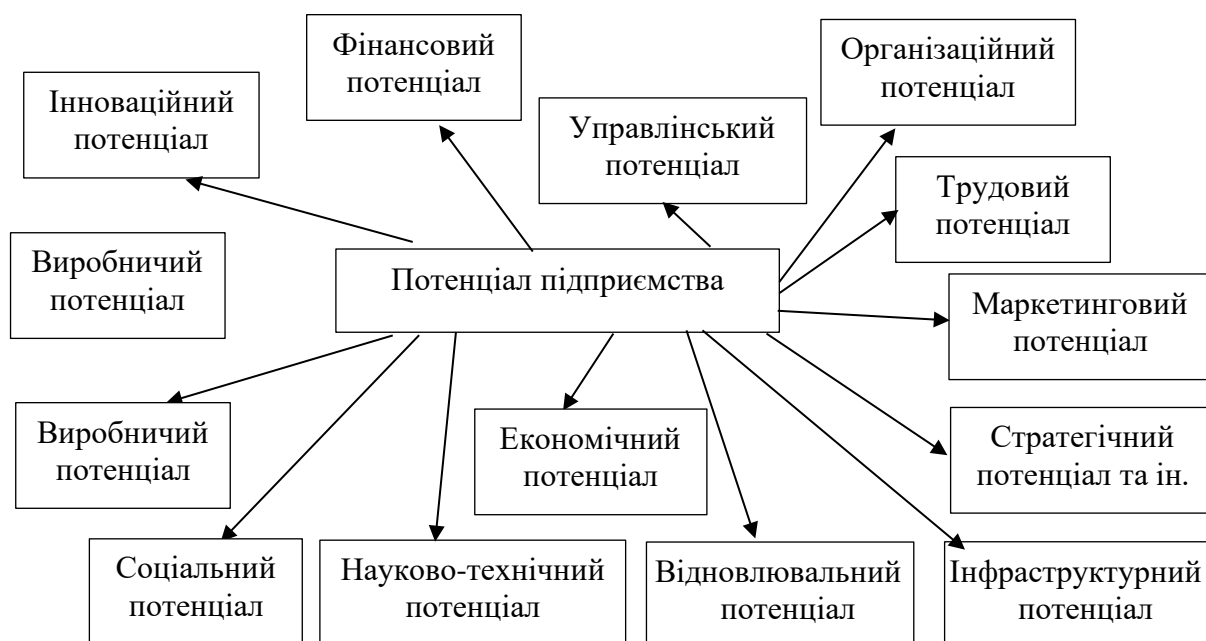 Фінансовий
потенціал
Організаційний
потенціал
Інноваційний
потенціал
Управлінський
потенціал
Трудовий
потенціал
Виробничий
потенціал
Потенціал підприємства
Маркетинговий
потенціал
Виробничий
потенціал
Економічний
потенціал
Стратегічний
потенціал та ін.
Соціальний
потенціал
Науково-технічний
потенціал
Відновлювальний
потенціал
Інфраструктурний
потенціал